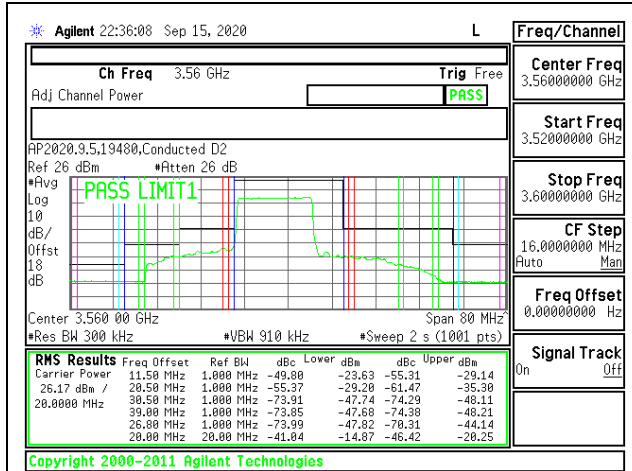 Agilent 22:36:08 Sep 15, 2020 L Freq/Channel
Ch Freq 3.56 GHz Trig Free
Adj Channel Power PASS
AP2020.9.5,19480,Conducted D2
Ref 26 dBm #Atten 26 dB
#Avg
Log
10
dB/
Offst
18
dB
PASS LIMIT1
Center 3.560 00 GHz Span 80 MHz
#Res BW 300 kHz #VBW 910 kHz #Sweep 2 s (1001 pts)
RMS Results Freq Offset Ref BW dBc Lower dBm dBc Upper dBm
Carrier Power 11.50 MHz 1.000 MHz -49.80 -23.63 -55.31 -29.14
26.17 dBm / 20.50 MHz 1.000 MHz -55.37 -29.20 -61.47 -35.30
20.0000 MHz 30.50 MHz 1.000 MHz -73.91 -47.74 -74.29 -48.11
39.00 MHz 1.000 MHz -73.85 -47.68 -74.38 -48.21
26.80 MHz 1.000 MHz -73.99 -47.82 -70.31 -44.14
20.00 MHz 20.00 MHz -41.04 -14.87 -46.42 -20.25
Copyright 2000-2011 Agilent Technologies
Center Freq
3.56000000 GHz
Start Freq
3.52000000 GHz
Stop Freq
3.60000000 GHz
CF Step
16.0000000 MHz
Auto Man
Freq Offset
0.00000000 Hz
Signal Track
On Off